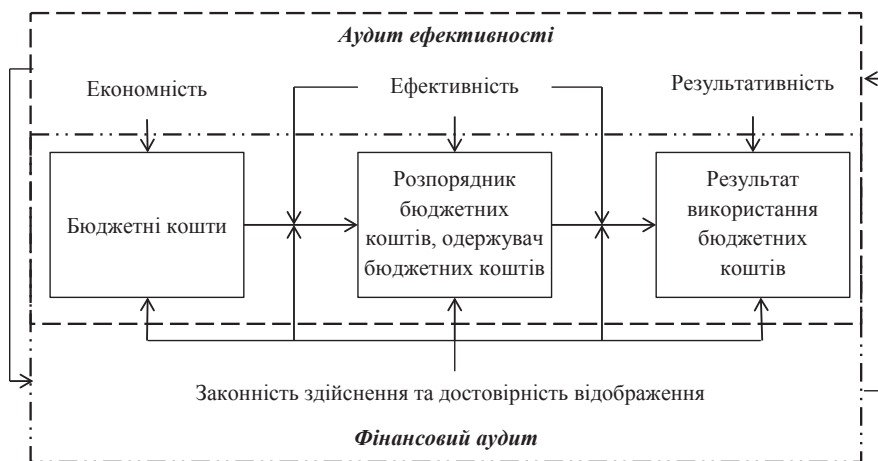 Аудит ефективності
Економність
Ефективність
Результативність
Бюджетні кошти
Розпорядник
бюджетних
коштів, одержувач
бюджетних коштів
Результат
використання
бюджетних
коштів
Законність здійснення та достовірність відображення
Фінансовий аудит